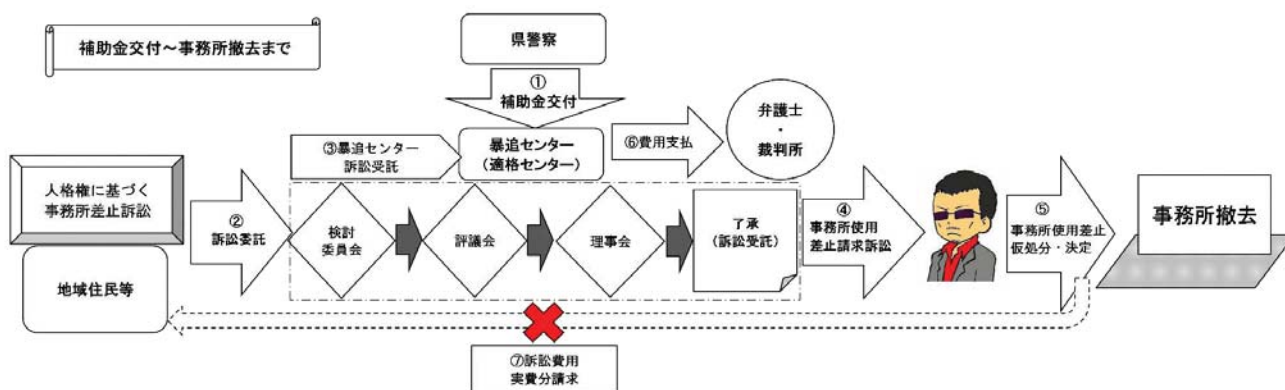 補助金交付～事務所撤去まで
県警察
①
補助金交付
③暴追センター
訴訟受託
暴追センター
（適格センター）
⑥費用支払
弁護士
・
裁判所
人格権に基づく
事務所差止訴訟
地域住民等
②
訴訟委託
検討
委員会
評議会
理事会
了承
（訴訟受託）
④
事務所使用
差止請求訴訟
⑤
事務所使用差止
仮処分・決定
事務所撤去
⑦訴訟費用
実費分請求